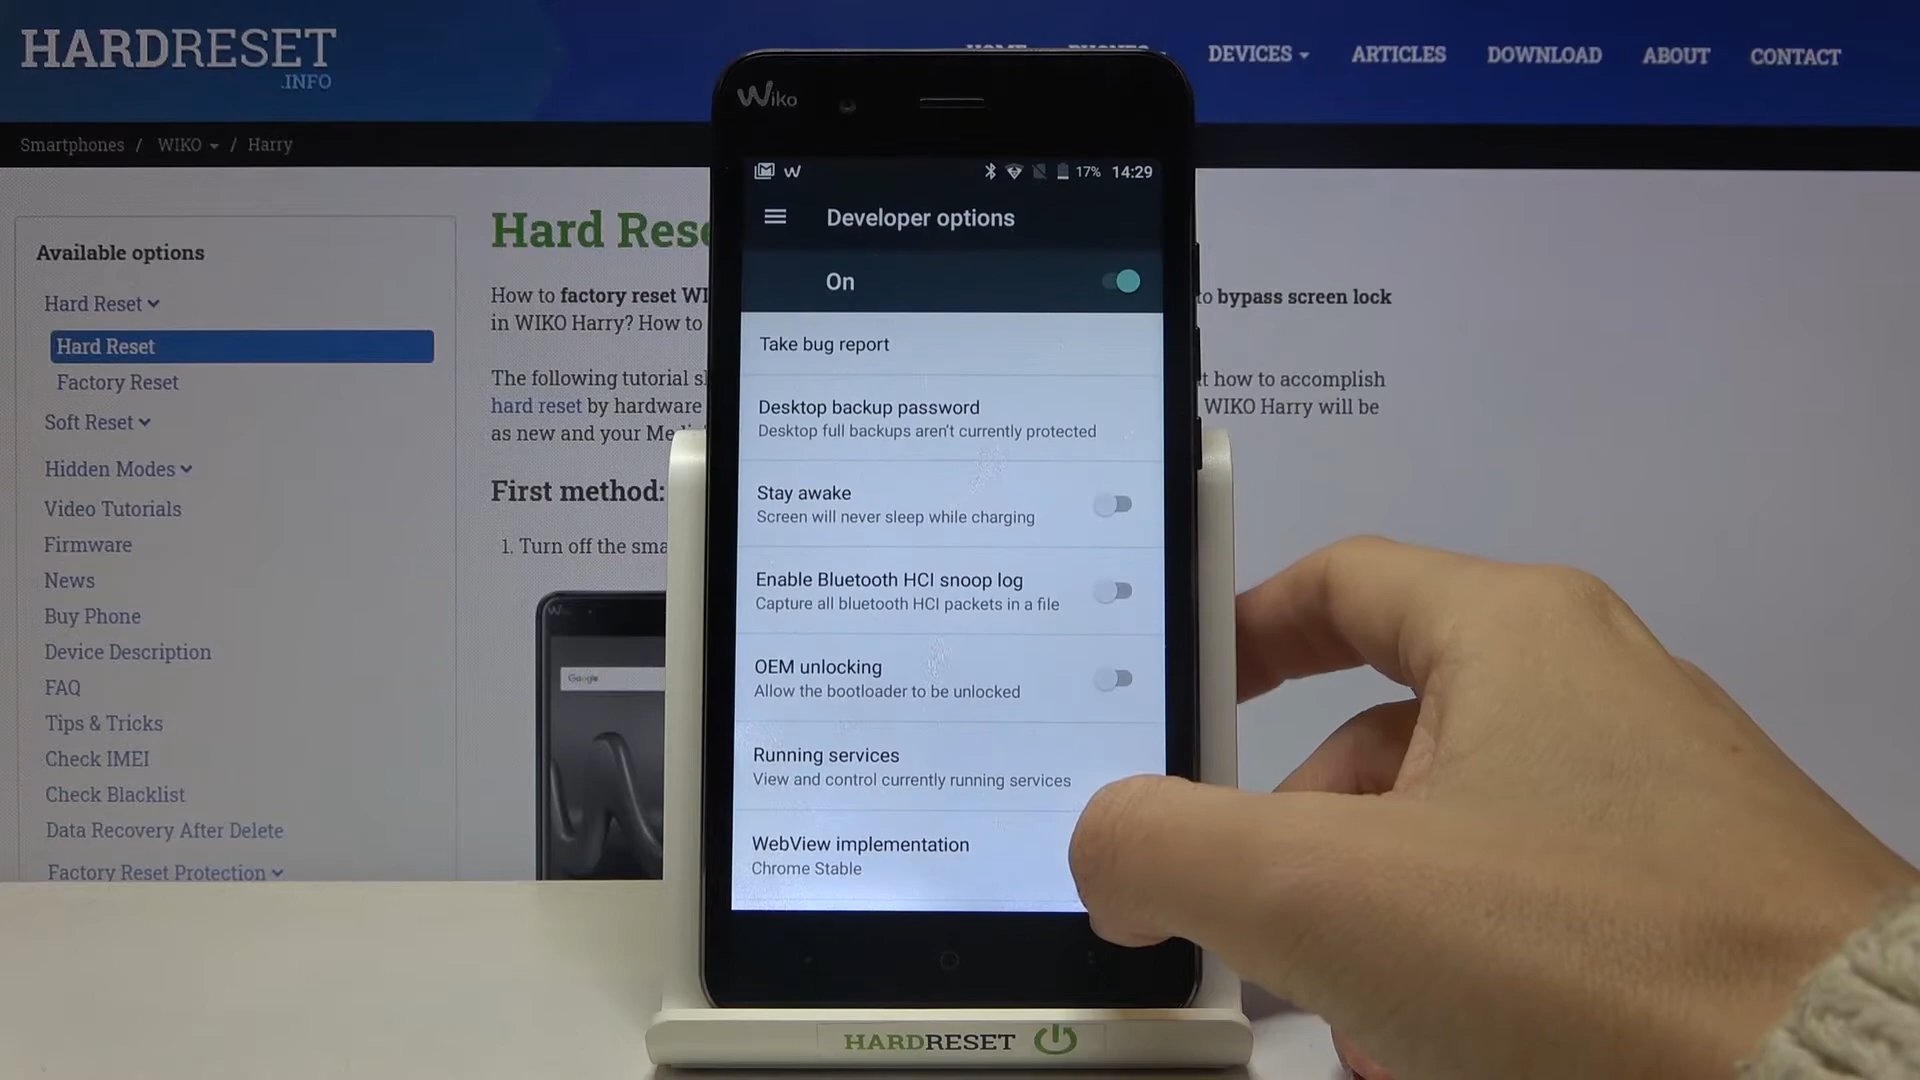 HARDRESET
.INFO
DEVICES
ARTICLES
DOWNLOAD
ABOUT
CONTACT
Smartphones / WIKO / Harry
Available options
Hard Reset
Hard Reset
Factory Reset
Soft Reset
Hidden Modes
Video Tutorials
Firmware
News
Buy Phone
Device Description
FAQ
Tips & Tricks
Check IMEI
Check Blacklist
Data Recovery After Delete
Factory Reset Protection
Hard Rese
How to factory reset WI
to bypass screen lock
in WIKO Harry? How to
The following tutorial s
t how to accomplish
hard reset by hardware
WIKO Harry will be
as new and your Me
First method:
1. Turn off the sma
Google
Wiko
17% 14:29
Developer options
On
Take bug report
Desktop backup password
Desktop full backups aren't currently protected
Stay awake
Screen will never sleep while charging
Enable Bluetooth HCI snoop log
Capture all bluetooth HCI packets in a file
OEM unlocking
Allow the bootloader to be unlocked
Running services
View and control currently running services
WebView implementation
Chrome Stable
HARDRESET